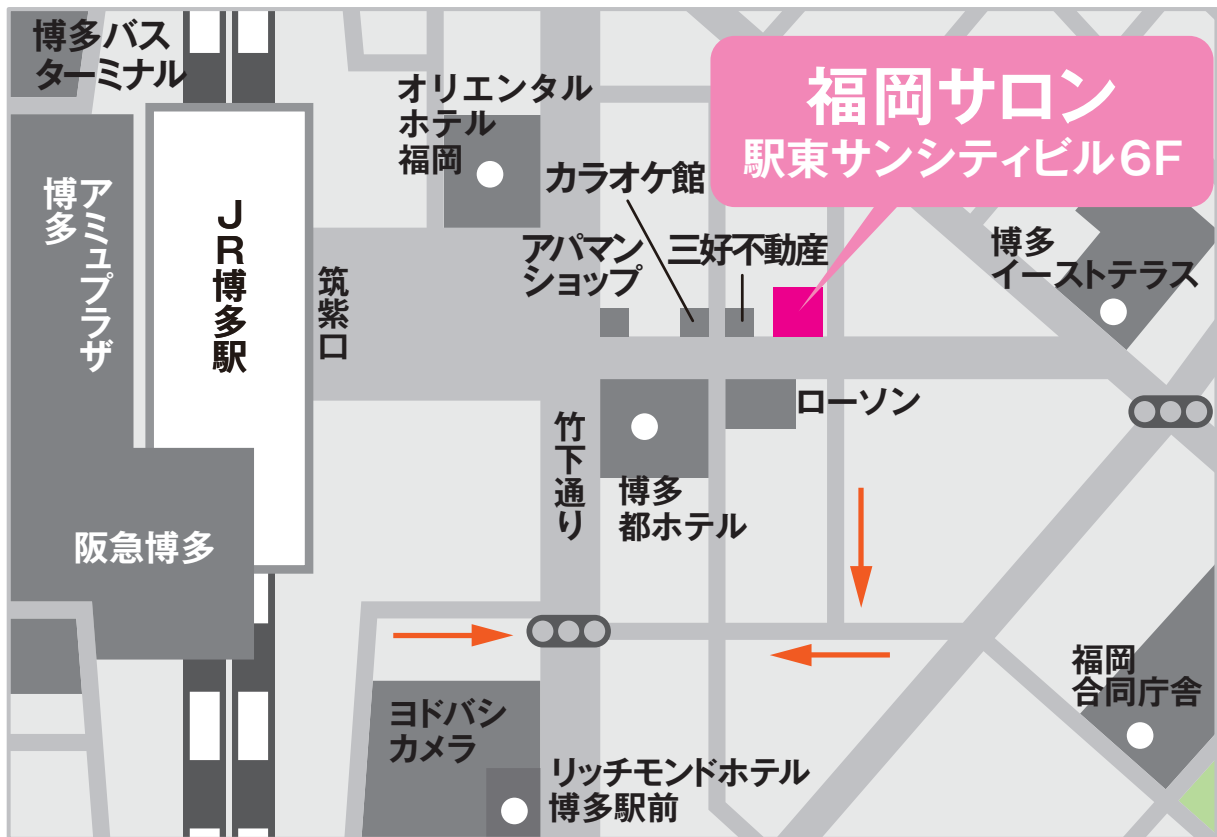 博多バス
ターミナル
オリエンタル
ホテル
福岡
福岡サロン
駅東サンシティビル6F
カラオケ館
アミュプラザ
博多
JR博多駅
筑紫口
アパマン
ショップ
三好不動産
博多
イーストテラス
ローソン
竹下通り
博多
都ホテル
阪急博多
福岡
合同庁舎
ヨドバシ
カメラ
リッチモンドホテル
博多駅前